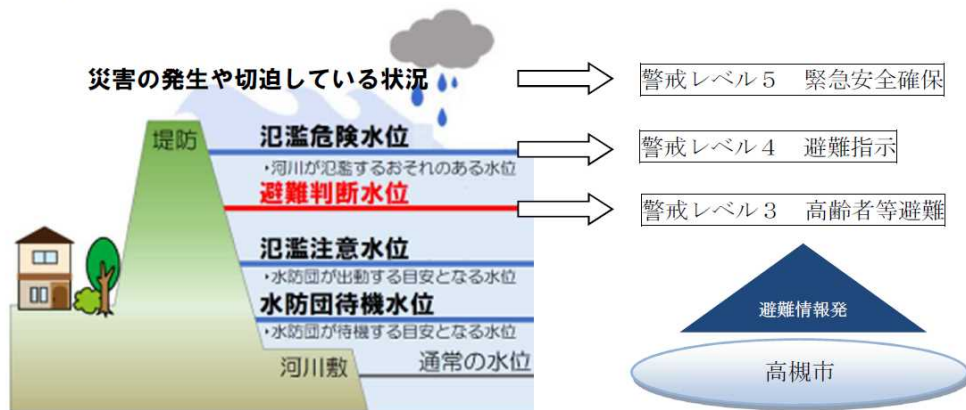 災害の発生や切迫している状況
警戒レベル5　緊急安全確保
堤防
氾濫危険水位
・河川が氾濫するおそれのある水位
警戒レベル4　避難指示
避難判断水位
警戒レベル3　高齢者等避難
氾濫注意水位
・水防団が出動する目安となる水位
水防団待機水位
・水防団が待機する目安となる水位
河川敷
通常の水位
避難情報発
高槻市